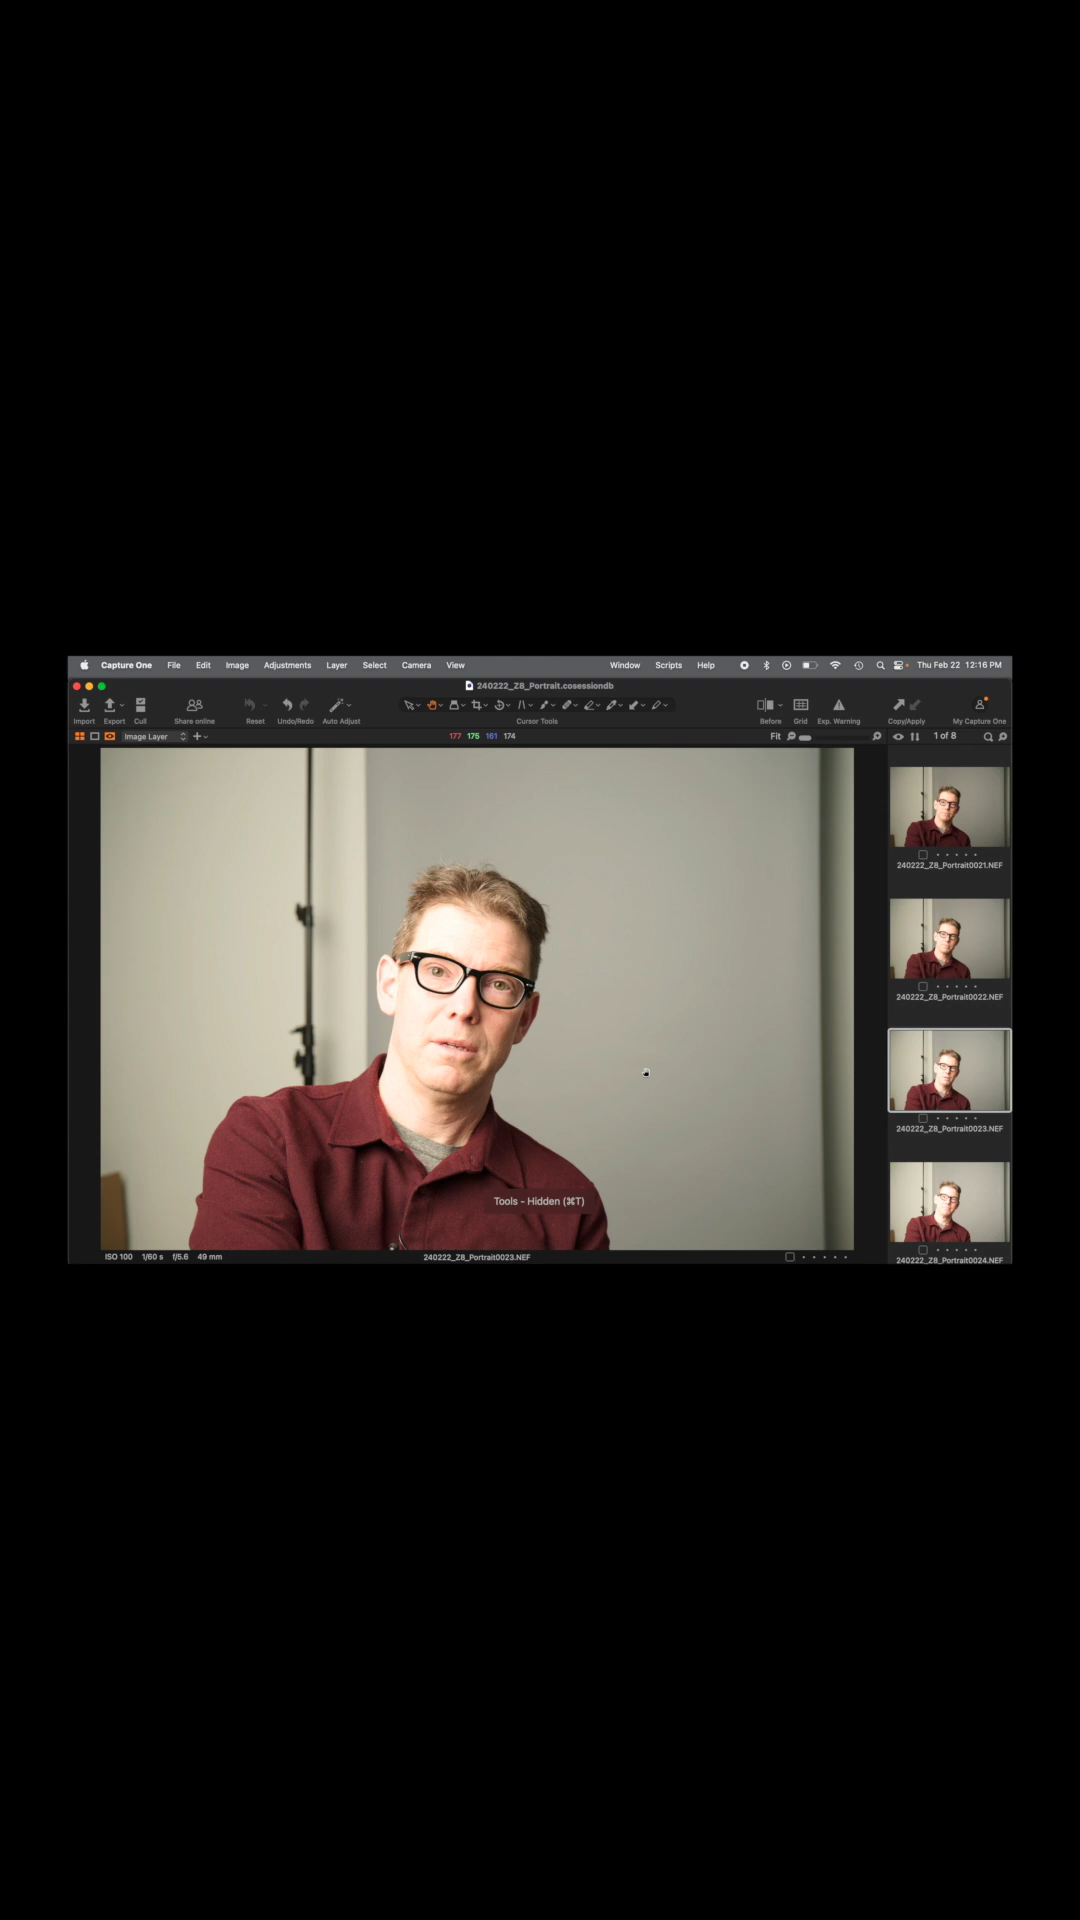 Capture One File Edit Image Adjustments Layer Select Camera View Window Scripts Help Thu Feb 22 12:16 PM
240222_Z8_Portrait.cosessiondb
Import Export Cull Share online Reset Undo/Redo Auto Adjust Cursor Tools Before Grid Exp. Warning Copy/Apply My Capture One
Image Layer 177 175 161 174 Fit 1 of 8
240222_Z8_Portrait0021.NEF
240222_Z8_Portrait0022.NEF
240222_Z8_Portrait0023.NEF
Tools - Hidden (⌘T)
ISO 100 1/60 s f/5.6 49 mm 240222_Z8_Portrait0023.NEF
240222_Z8_Portrait0024.NEF